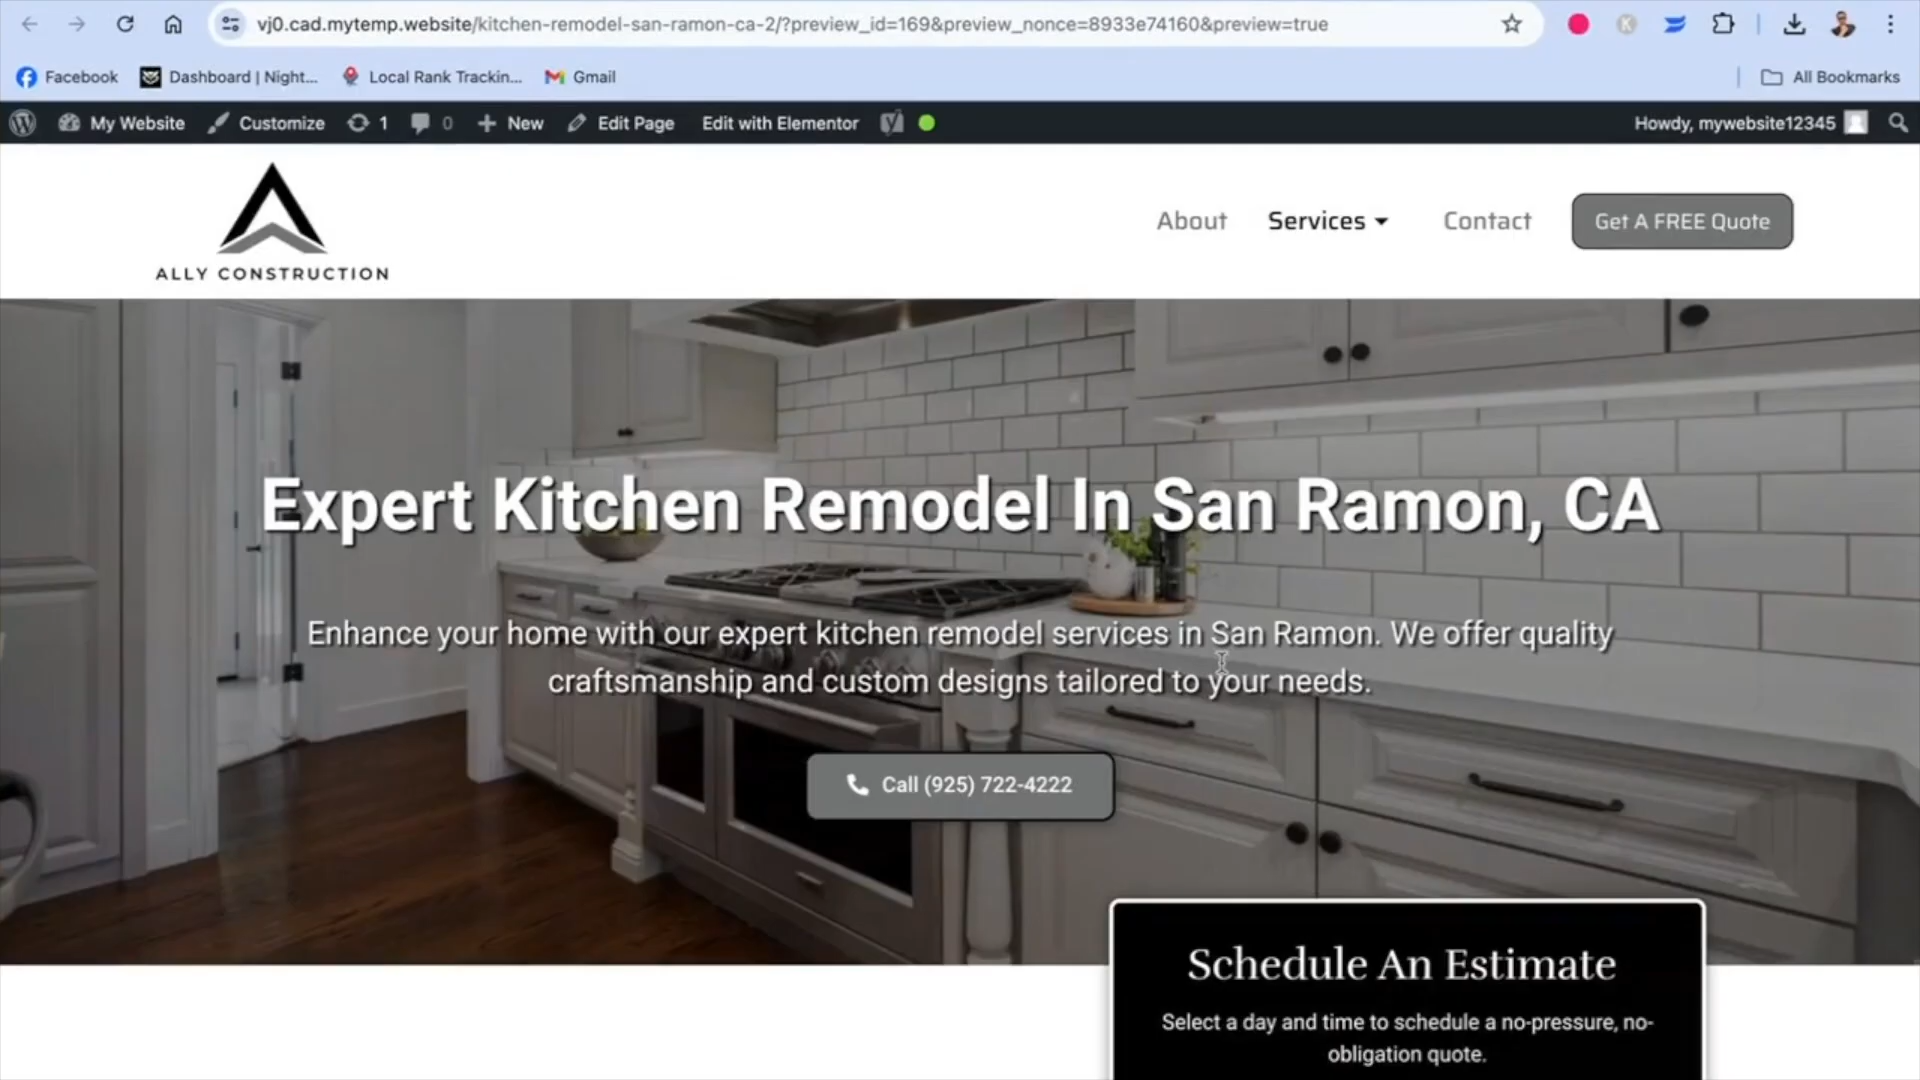 vj0.cad.mytemp.website/kitchen-remodel-san-ramon-ca-2/?preview_id=169&preview_nonce=8933e74160&preview=true
Facebook
Dashboard | Night...
Local Rank Trackin...
Gmail
All Bookmarks
My Website
Customize
1
0
New
Edit Page
Edit with Elementor
Howdy, mywebsite12345
ALLY CONSTRUCTION
About
Services
Contact
Get A FREE Quote
Expert Kitchen Remodel In San Ramon, CA
Enhance your home with our expert kitchen remodel services in San Ramon. We offer quality
craftsmanship and custom designs tailored to your needs.
Call (925) 722-4222
Schedule An Estimate
Select a day and time to schedule a no-pressure, no-
obligation quote.